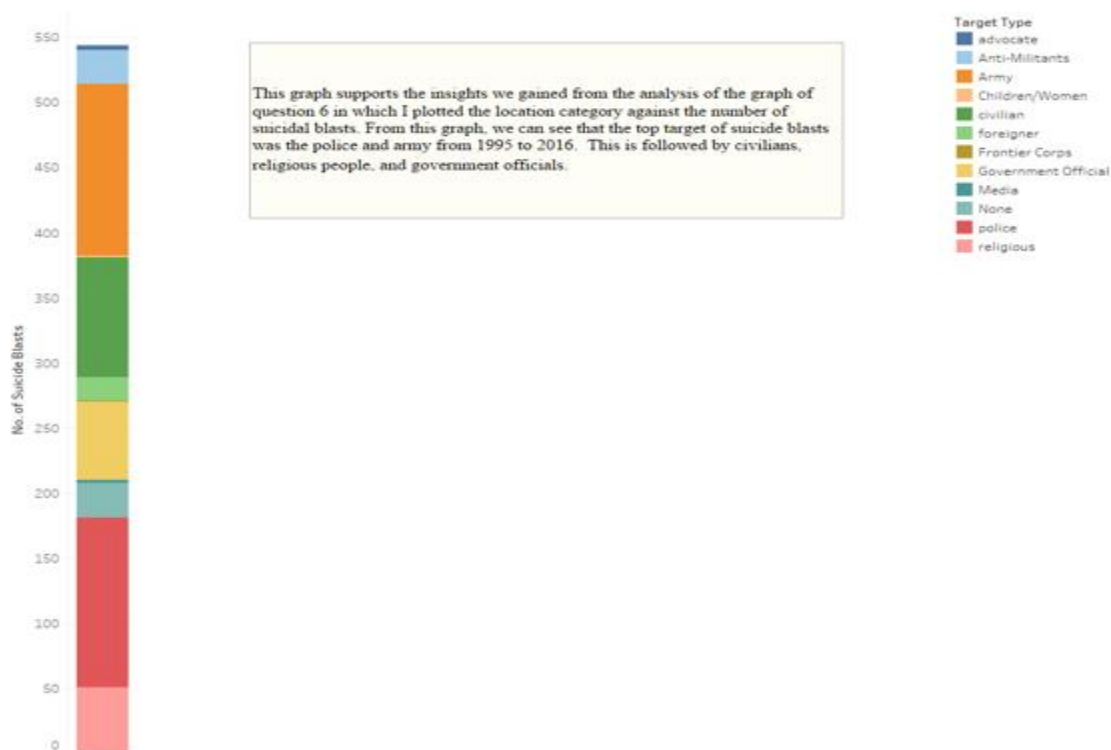 550
500
450
400
350
300
250
200
150
100
50
0
No. of Suicide Blasts
This graph supports the insights we gained from the analysis of the graph of
question 6 in which I plotted the location category against the number of
suicidal blasts. From this graph, we can see that the top target of suicide blasts
was the police and army from 1995 to 2016. This is followed by civilians,
religious people, and government officials.
Target Type
advocate
Anti-Militants
Army
Children/Women
civilian
foreigner
Frontier Corps
Government Official
Media
None
police
religious